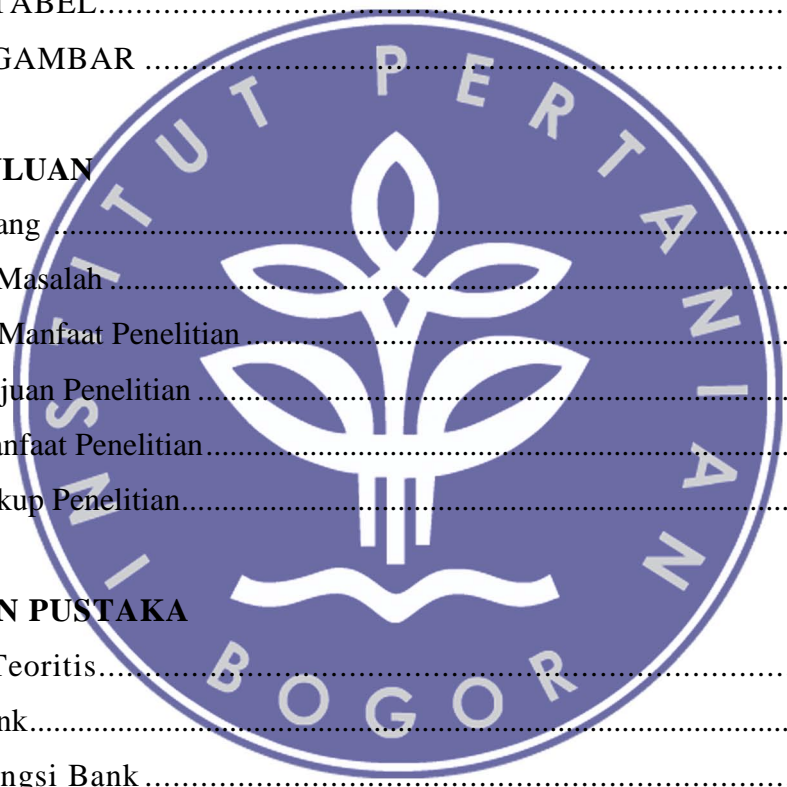 TABEL
GAMBAR
LUAN
ang
Masalah
Manfaat Penelitian
juan Penelitian
anfaat Penelitian
kup Penelitian
N PUSTAKA
Teoritis
nk
ngsi Bank
INSTITUT PERTANIAN
BOGOR